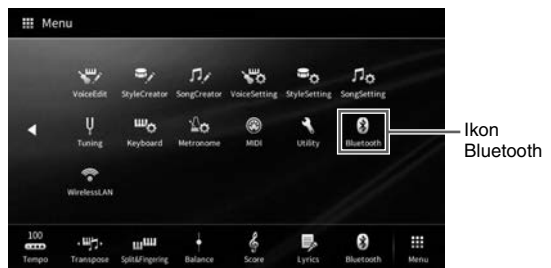 Menu
VoiceEdit StyleCreator SongCreator VoiceSetting StyleSetting SongSetting
Tuning Keyboard Metronome MIDI Utility Bluetooth
WirelessLAN
100
Tempo Transpose Split&Fingering Balance Score Lyrics Bluetooth Menu
Ikon
Bluetooth